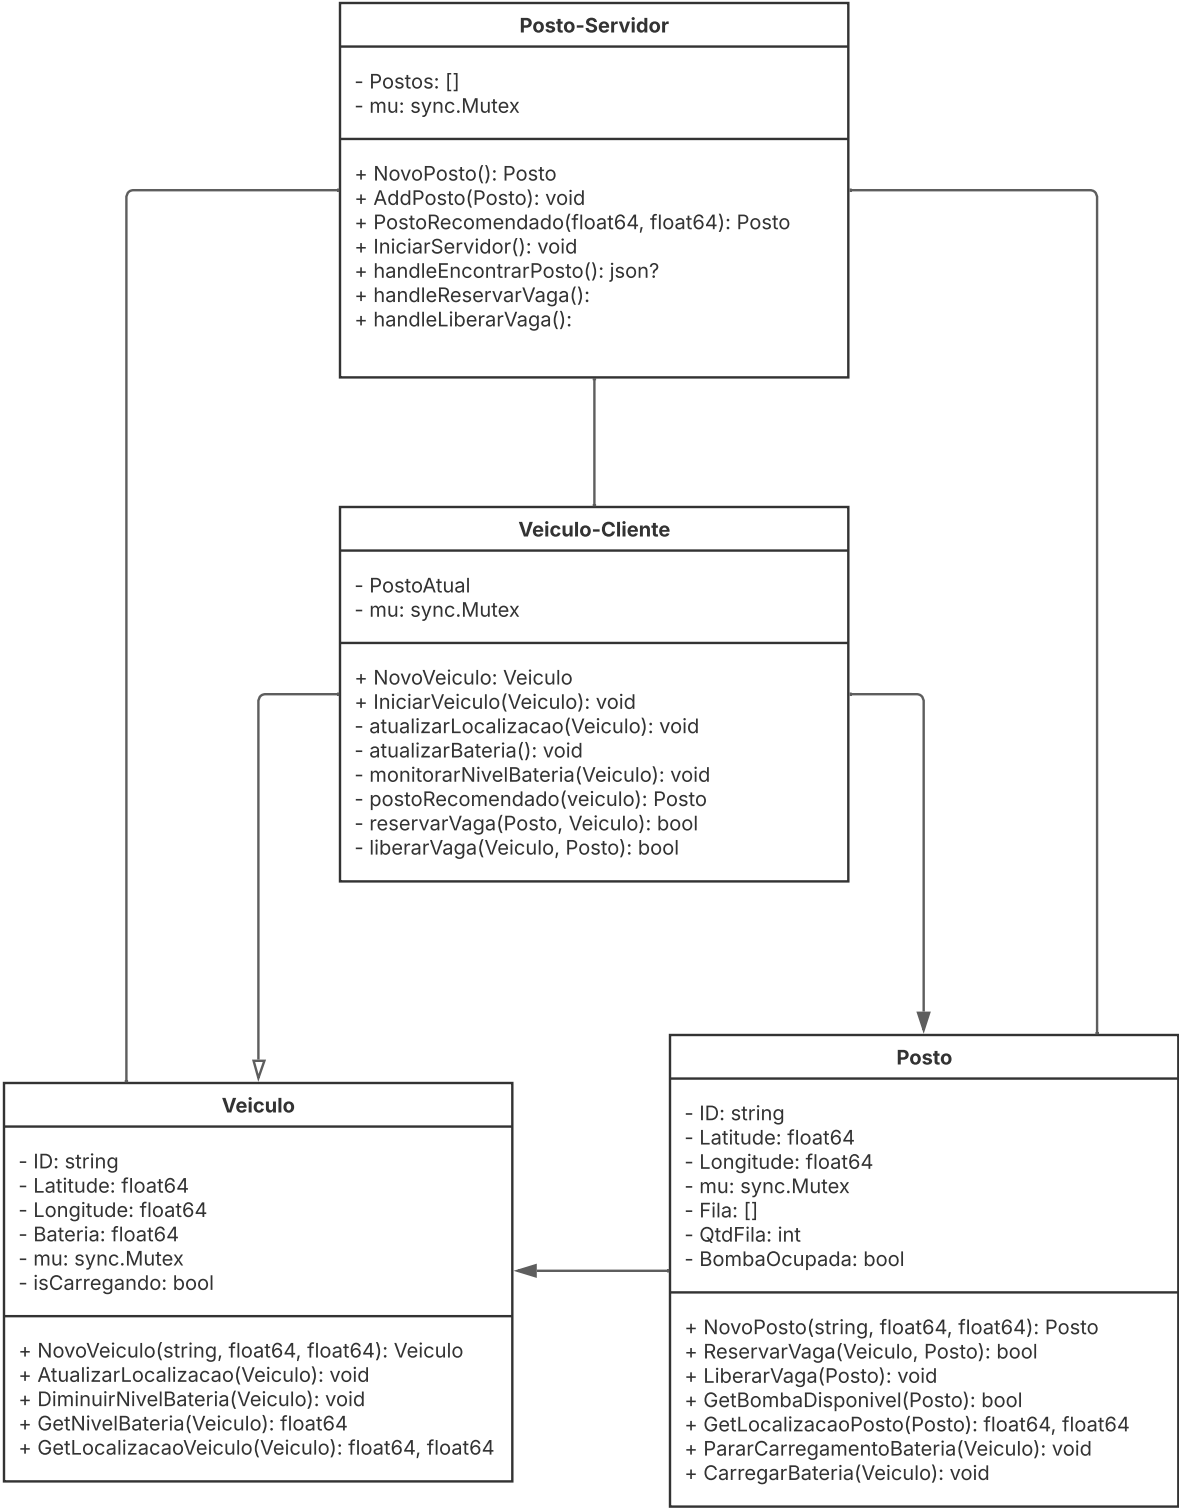 Posto-Servidor
- Postos: []
- mu: sync.Mutex
+ NovoPosto(): Posto
+ AddPosto(Posto): void
+ PostoRecomendado(float64, float64): Posto
+ IniciarServidor(): void
+ handleEncontrarPosto(): json?
+ handleReservarVaga():
+ handleLiberarVaga():
Veiculo-Cliente
- PostoAtual
- mu: sync.Mutex
+ NovoVeiculo: Veiculo
+ IniciarVeiculo(Veiculo): void
- atualizarLocalizacao(Veiculo): void
- atualizarBateria(): void
- monitorarNivelBateria(Veiculo): void
- postoRecomendado(veiculo): Posto
- reservarVaga(Posto, Veiculo): bool
- liberarVaga(Veiculo, Posto): bool
Veiculo
- ID: string
- Latitude: float64
- Longitude: float64
- Bateria: float64
- mu: sync.Mutex
- isCarregando: bool
+ NovoVeiculo(string, float64, float64): Veiculo
+ AtualizarLocalizacao(Veiculo): void
+ DiminuirNivelBateria(Veiculo): void
+ GetNivelBateria(Veiculo): float64
+ GetLocalizacaoVeiculo(Veiculo): float64, float64
Posto
- ID: string
- Latitude: float64
- Longitude: float64
- mu: sync.Mutex
- Fila: []
- QtdFila: int
- BombaOcupada: bool
+ NovoPosto(string, float64, float64): Posto
+ ReservarVaga(Veiculo, Posto): bool
+ LiberarVaga(Posto): void
+ GetBombaDisponivel(Posto): bool
+ GetLocalizacaoPosto(Posto): float64, float64
+ PararCarregamentoBateria(Veiculo): void
+ CarregarBateria(Veiculo): void